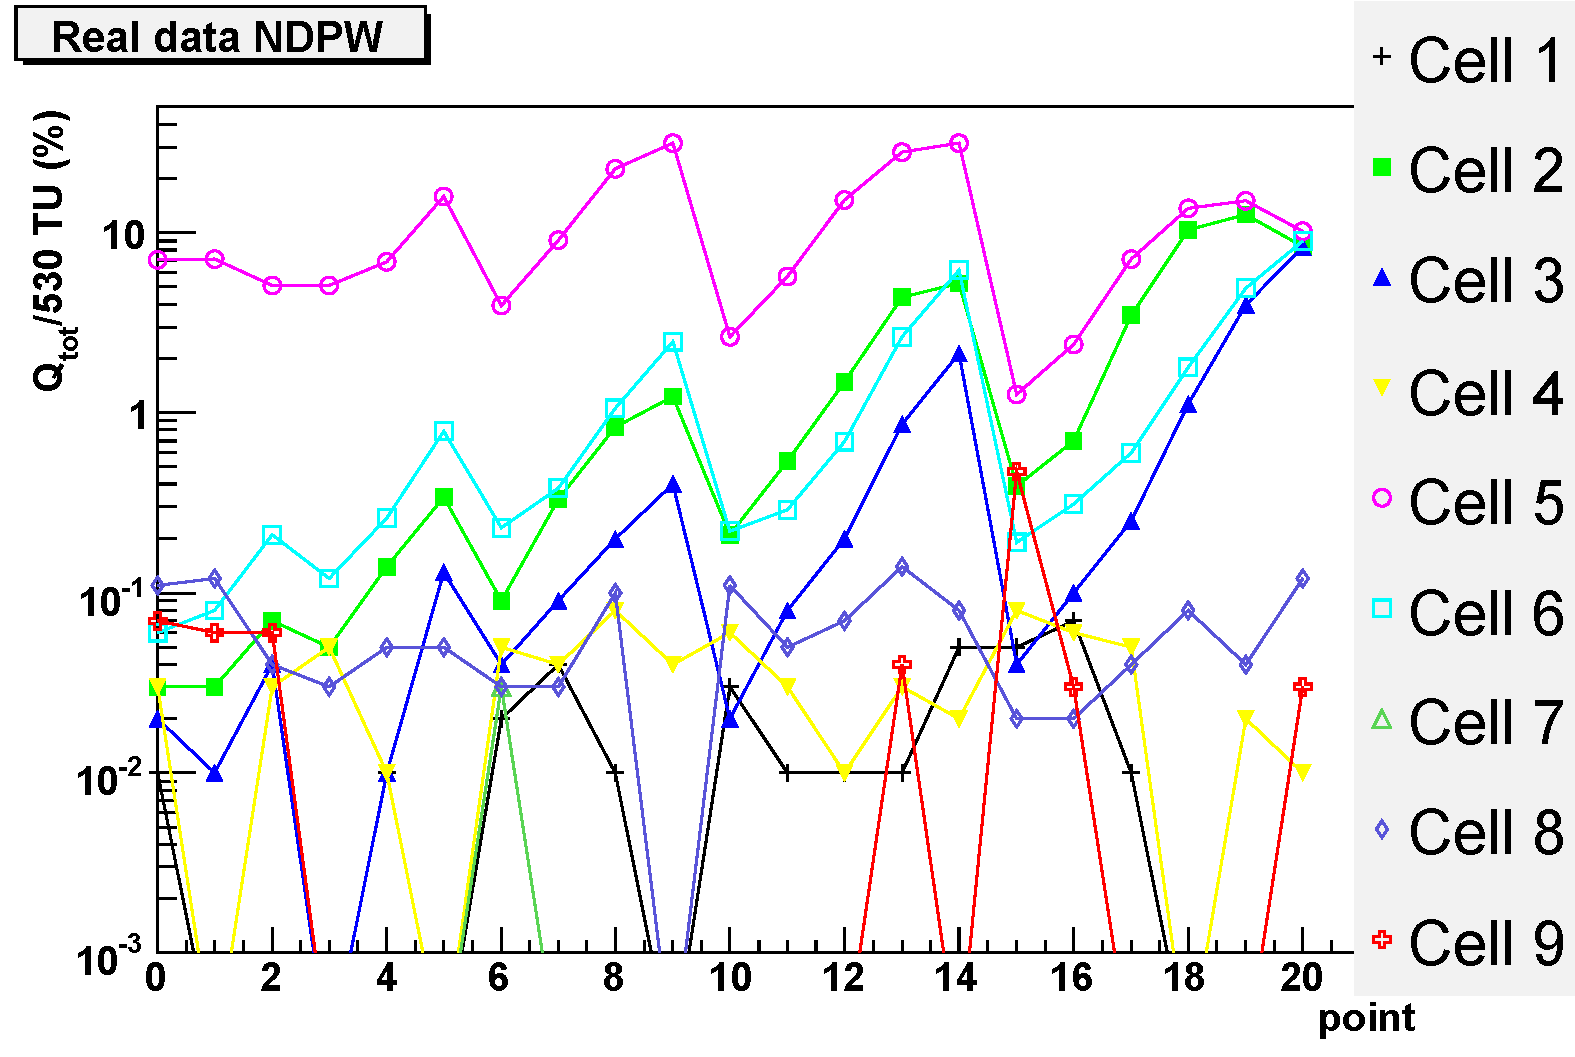 Real data NDPW
Q_tot/530 TU (%)
10
1
10^-1
10^-2
10^-3
0 2 4 6 8 10 12 14 16 18 20
point
Cell 1
Cell 2
Cell 3
Cell 4
Cell 5
Cell 6
Cell 7
Cell 8
Cell 9